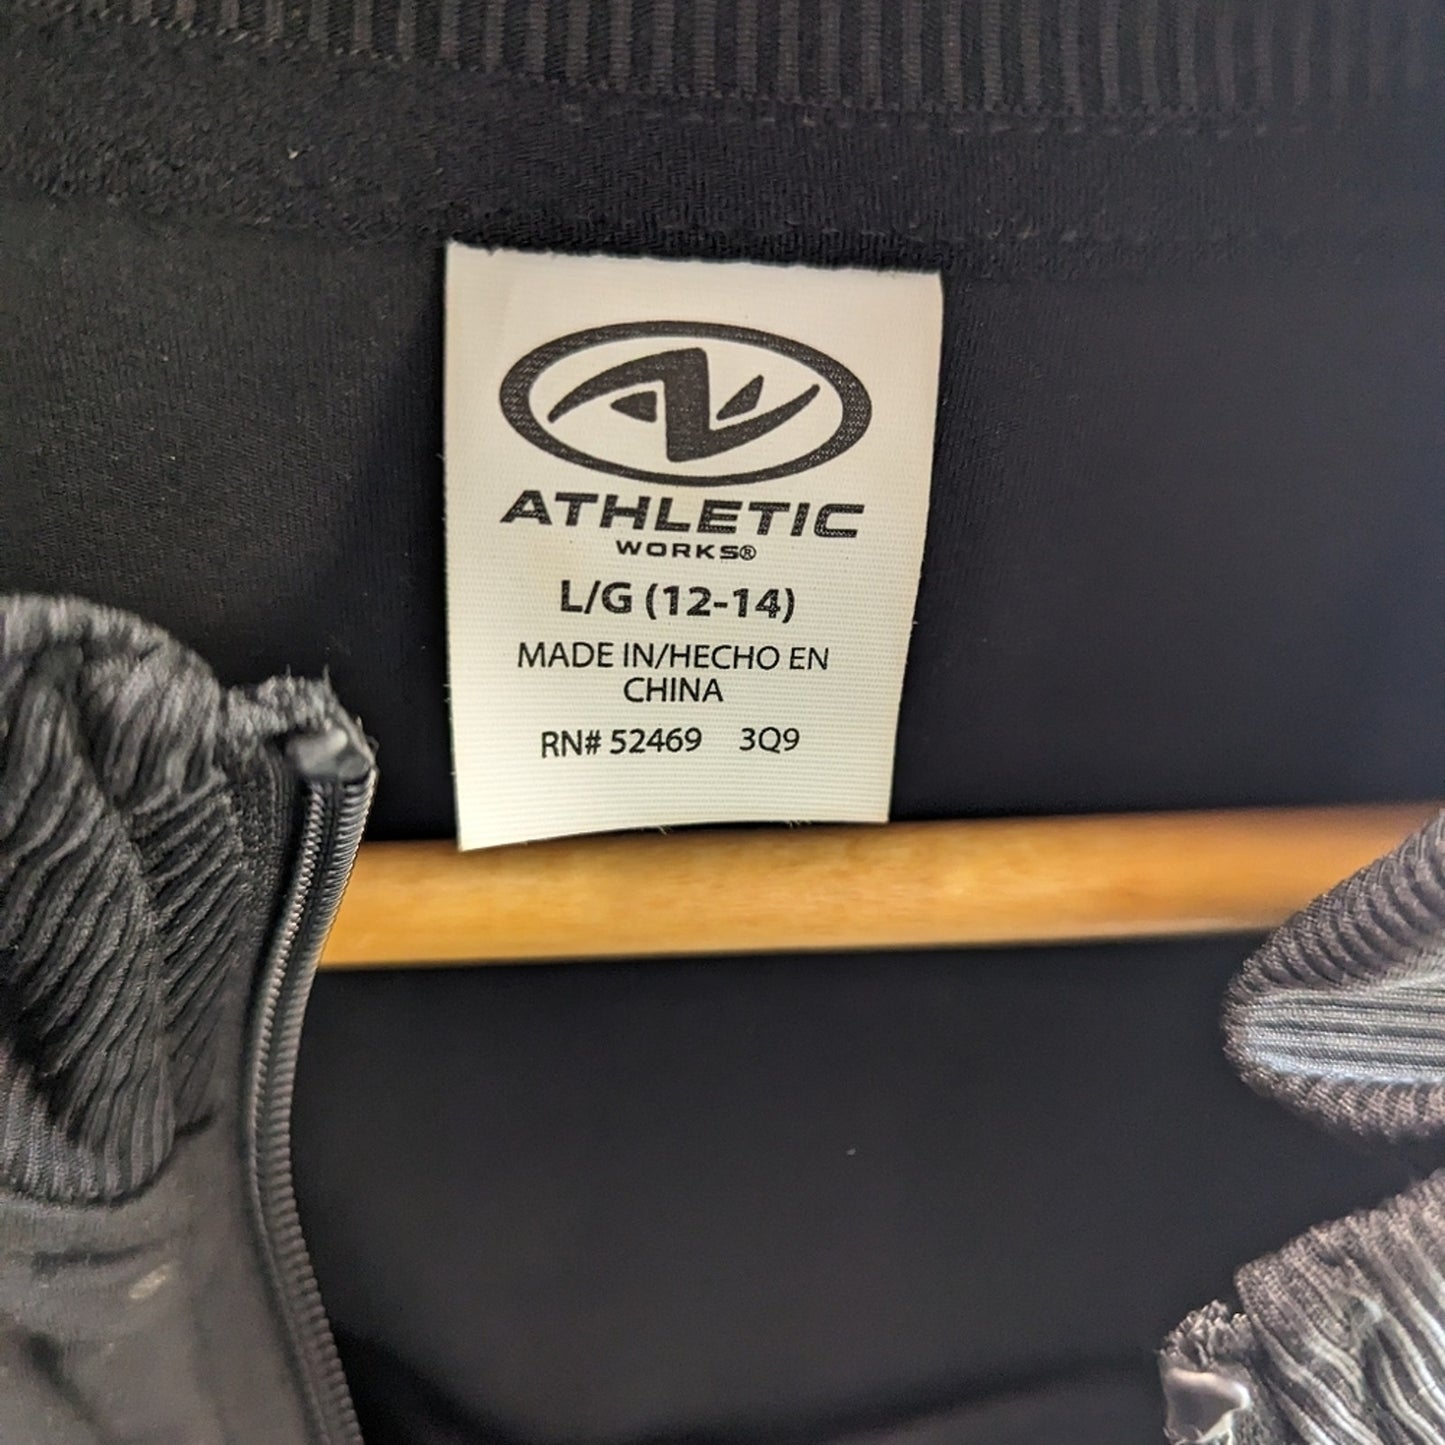 ATHLETIC
WORKS®
L/G (12-14)
MADE IN/HECHO EN
CHINA
RN# 52469 3Q9